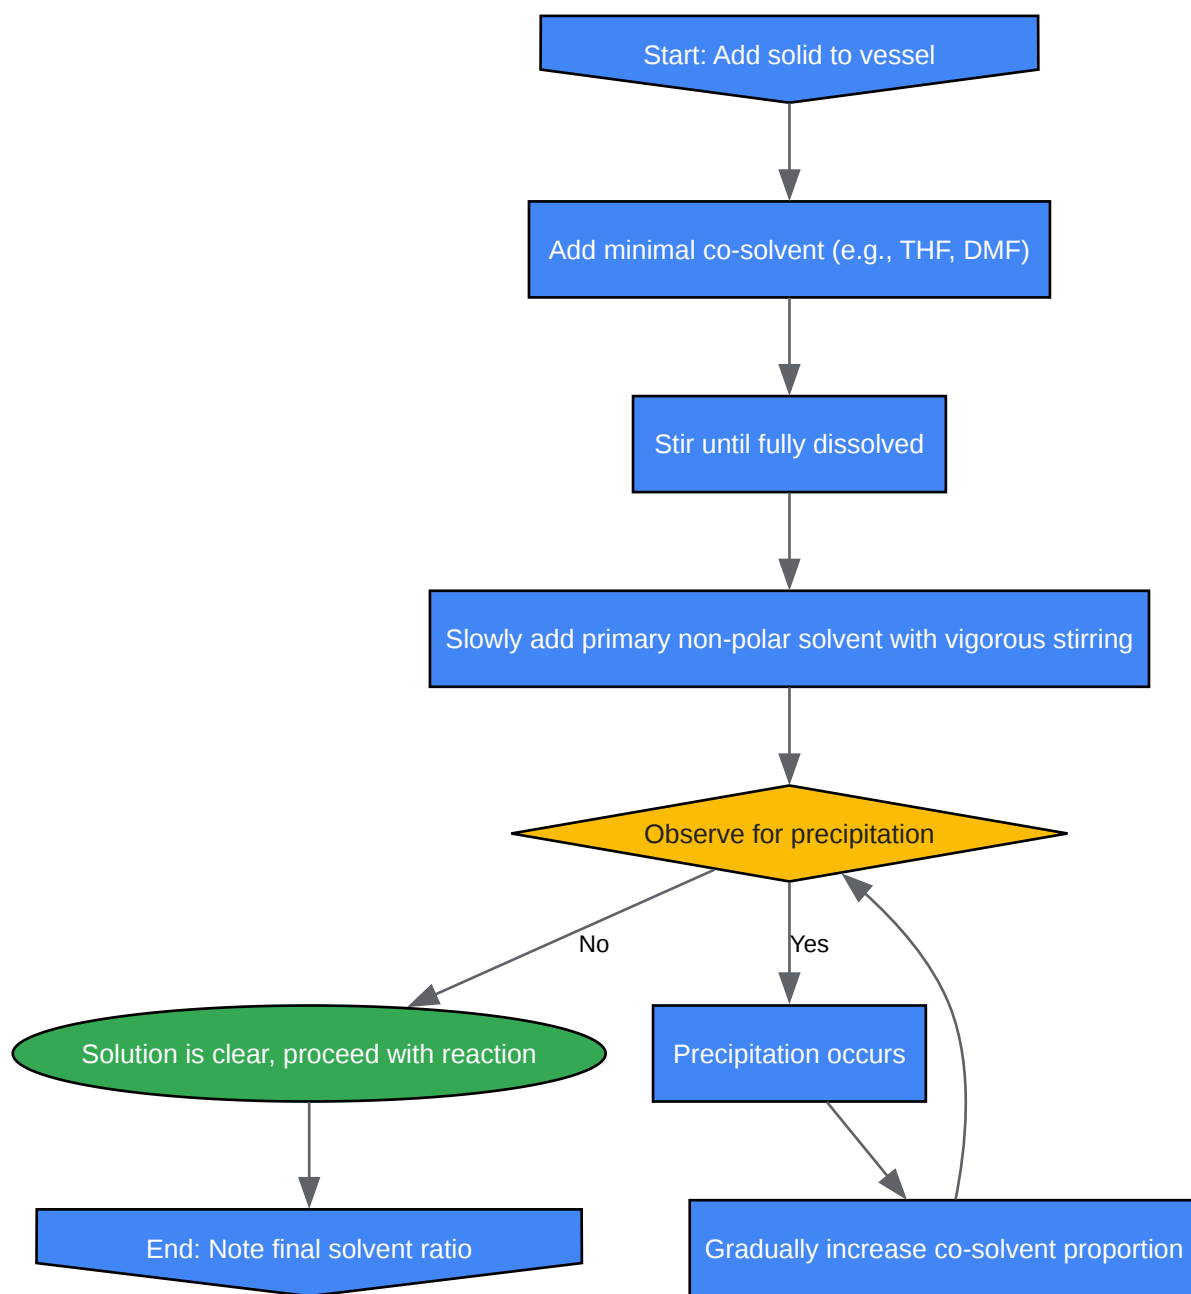 Start: Add solid to vessel
Add minimal co-solvent (e.g., THF, DMF)
Stir until fully dissolved
Slowly add primary non-polar solvent with vigorous stirring
Observe for precipitation
No
Yes
Solution is clear, proceed with reaction
Precipitation occurs
End: Note final solvent ratio
Gradually increase co-solvent proportion